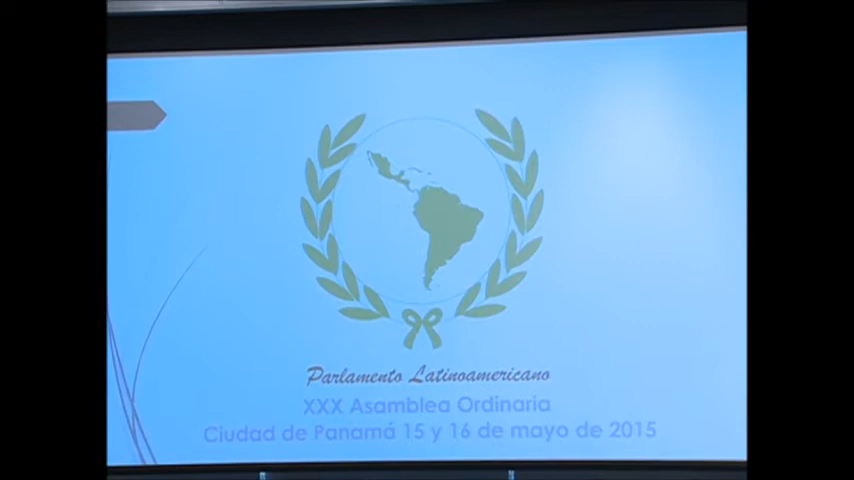 Parlamento Latinoamericano
XXX Asamblea Ordinaria
Ciudad de Panamá 15 y 16 de mayo de 2015